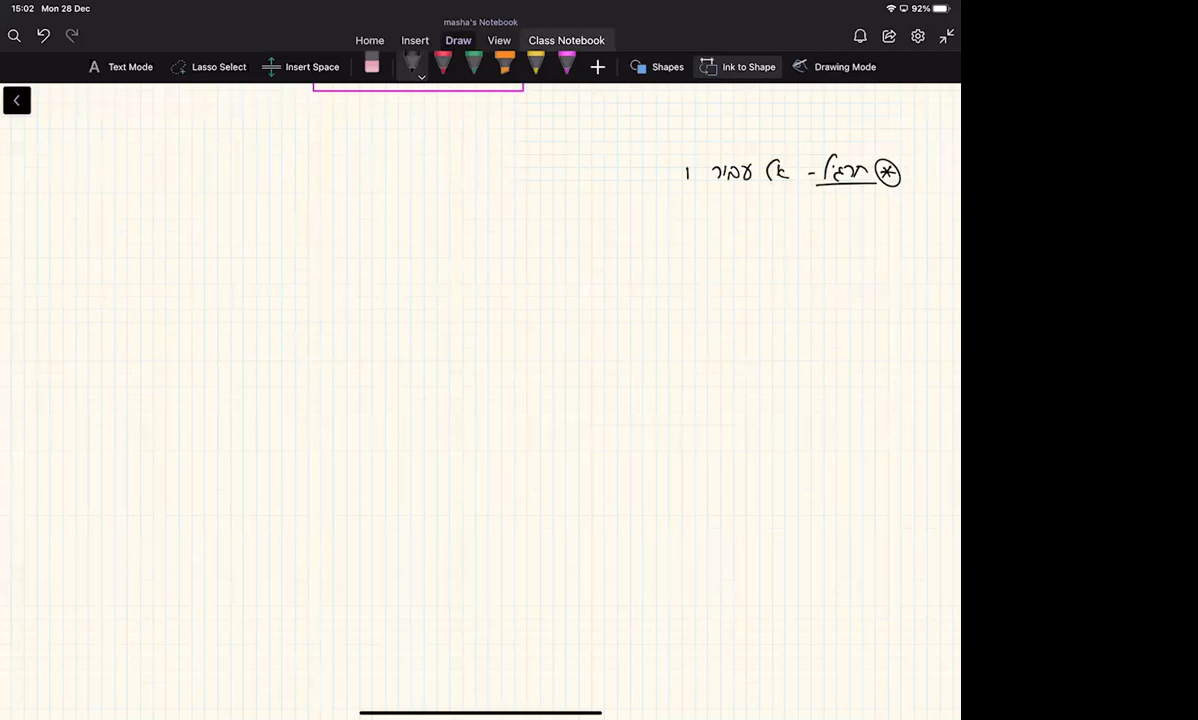 15:02 Mon 28 Dec
92%
masha's Notebook
Home Insert Draw View Class Notebook
A Text Mode Lasso Select Insert Space Shapes Ink to Shape Drawing Mode
תרגיל - עבור